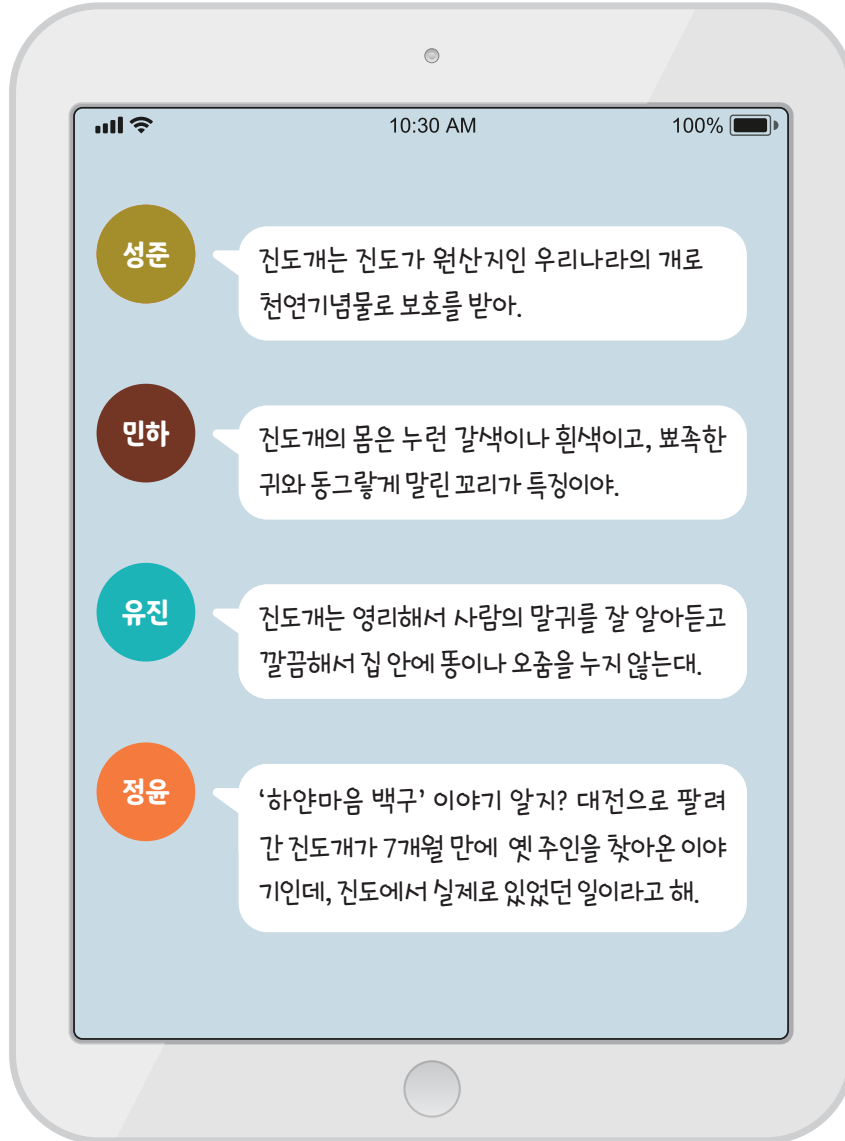 10:30 AM
100%
성준
진도개는 진도가 원산지인 우리나라의 개로
천연기념물로 보호를 받아.
민하
진도개의 몸은 누런 갈색이나 흰색이고, 뾰족한
귀와 동그랗게 말린 꼬리가 특징이야.
유진
진도개는 영리해서 사람의 말귀를 잘 알아듣고
깔끔해서 집 안에 똥이나 오줌을 누지 않는대.
정윤
‘하얀마음 백구’ 이야기 알지? 대전으로 팔려
간 진도개가 7개월 만에 옛 주인을 찾아온 이야
기인데, 진도에서 실제로 있었던 일이라고 해.